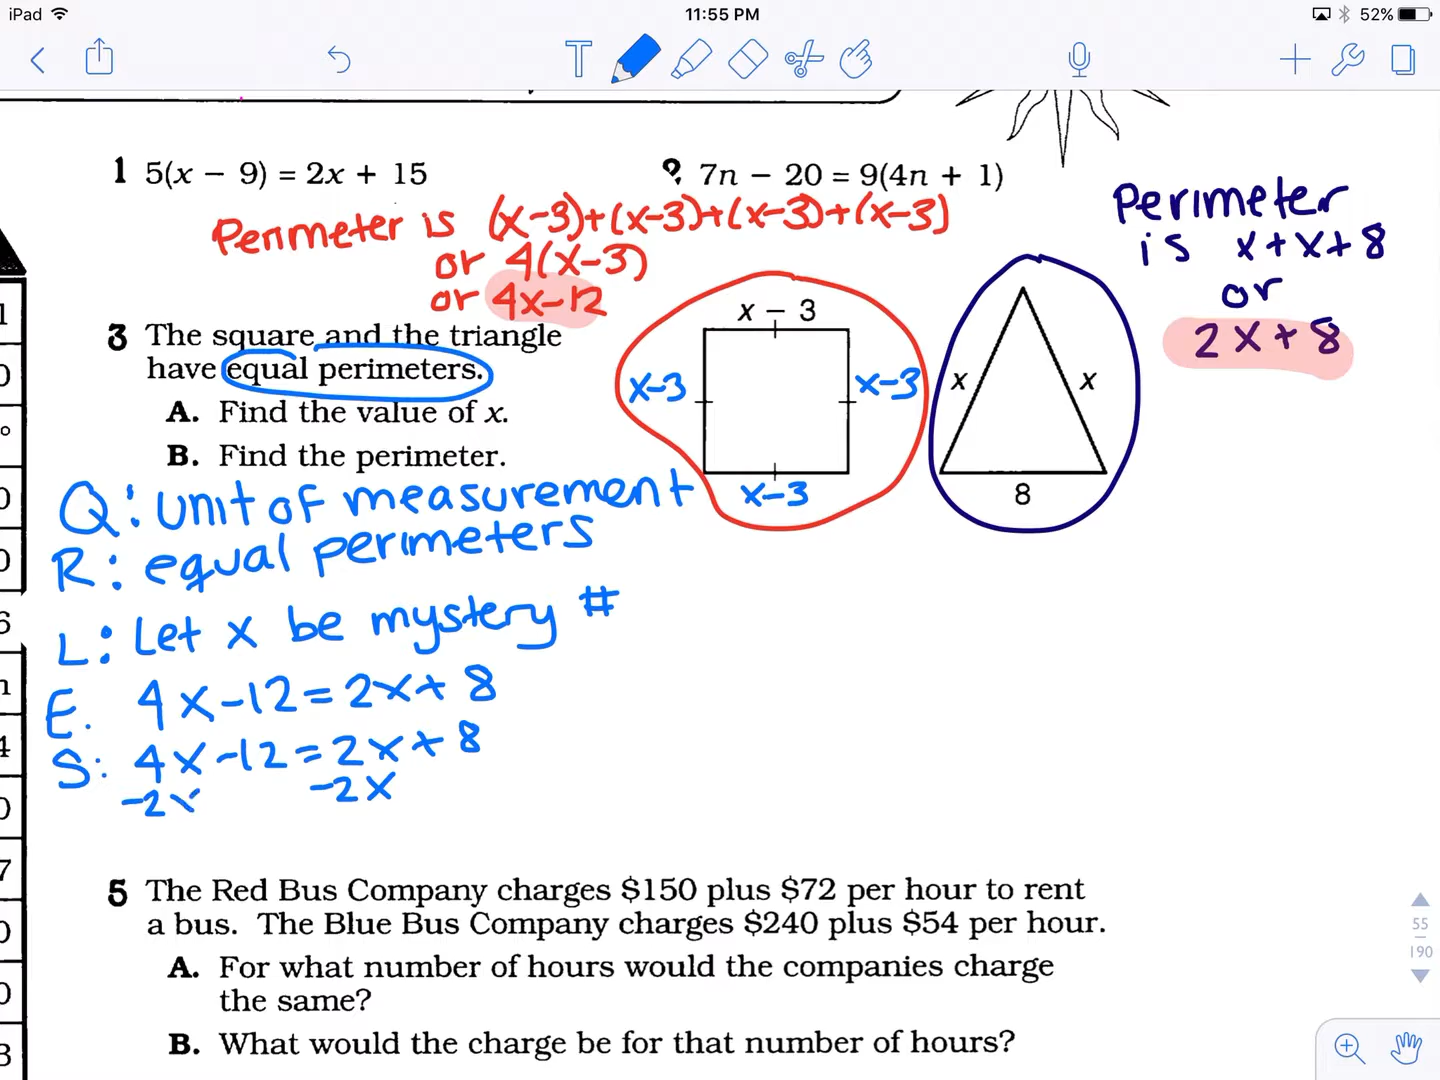 iPad
11:55 PM
52%
T
1 5(x − 9) = 2x + 15
7n − 20 = 9(4n + 1)
Perimeter is (x-3)+(x-3)+(x-3)+(x-3)
or 4(x-3)
or 4x-12
Perimeter
is x+x+8
or
2x+8
3 The square and the triangle
have equal perimeters.
A. Find the value of x.
B. Find the perimeter.
x − 3
x-3
x-3
x-3
x
x
8
Q: unit of measurement
R: equal perimeters
L: Let x be mystery #
E. 4x-12=2x+8
S: 4x-12=2x+8
-2x -2x
5 The Red Bus Company charges $150 plus $72 per hour to rent
a bus. The Blue Bus Company charges $240 plus $54 per hour.
A. For what number of hours would the companies charge
the same?
B. What would the charge be for that number of hours?
55
190